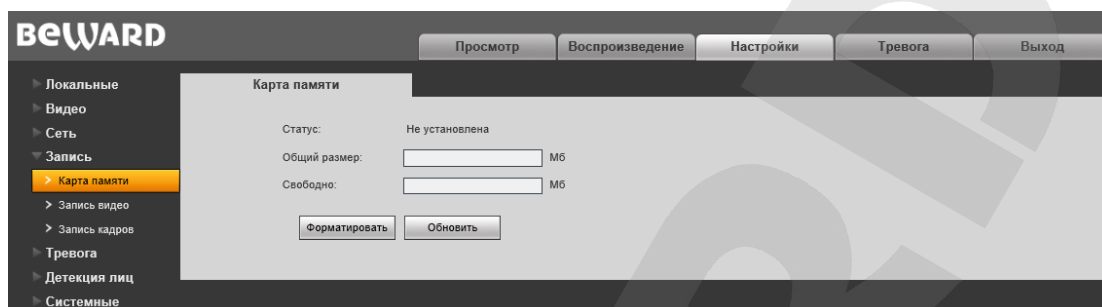 BEWARD
Просмотр
Воспроизведение
Настройки
Тревога
Выход
Локальные
Видео
Сеть
Запись
Карта памяти
Запись видео
Запись кадров
Тревога
Детекция лиц
Системные
Карта памяти
Статус: Не установлена
Общий размер: Мб
Свободно: Мб
Форматировать Обновить